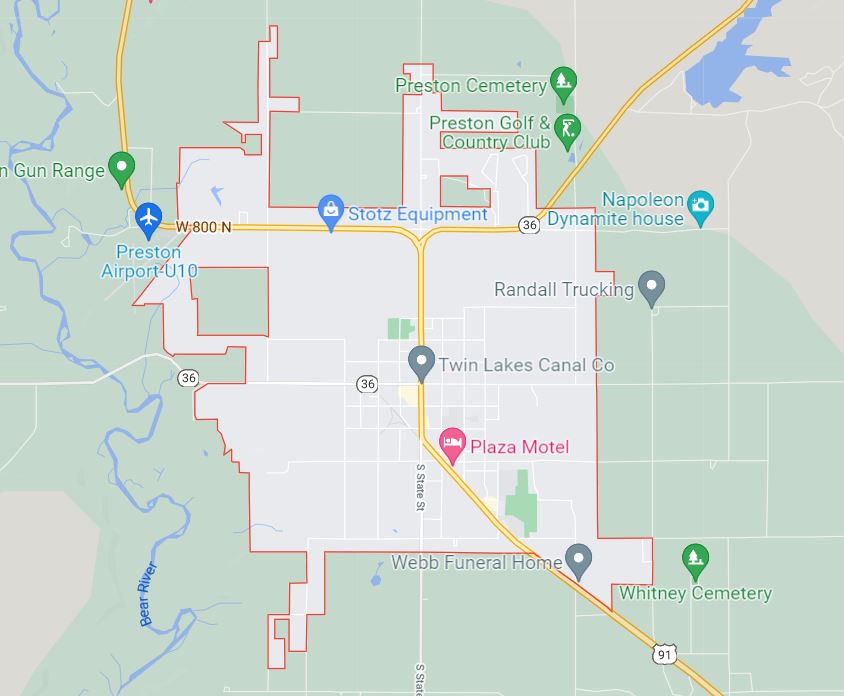 Preston Cemetery
Preston Golf &
Country Club
n Gun Range
Napoleon
Dynamite house
Stotz Equipment
36
W 800 N
Preston
Airport-U10
Randall Trucking
Twin Lakes Canal Co
36
36
Plaza Motel
S State St
Webb Funeral Home
Bear River
Whitney Cemetery
91
S State St